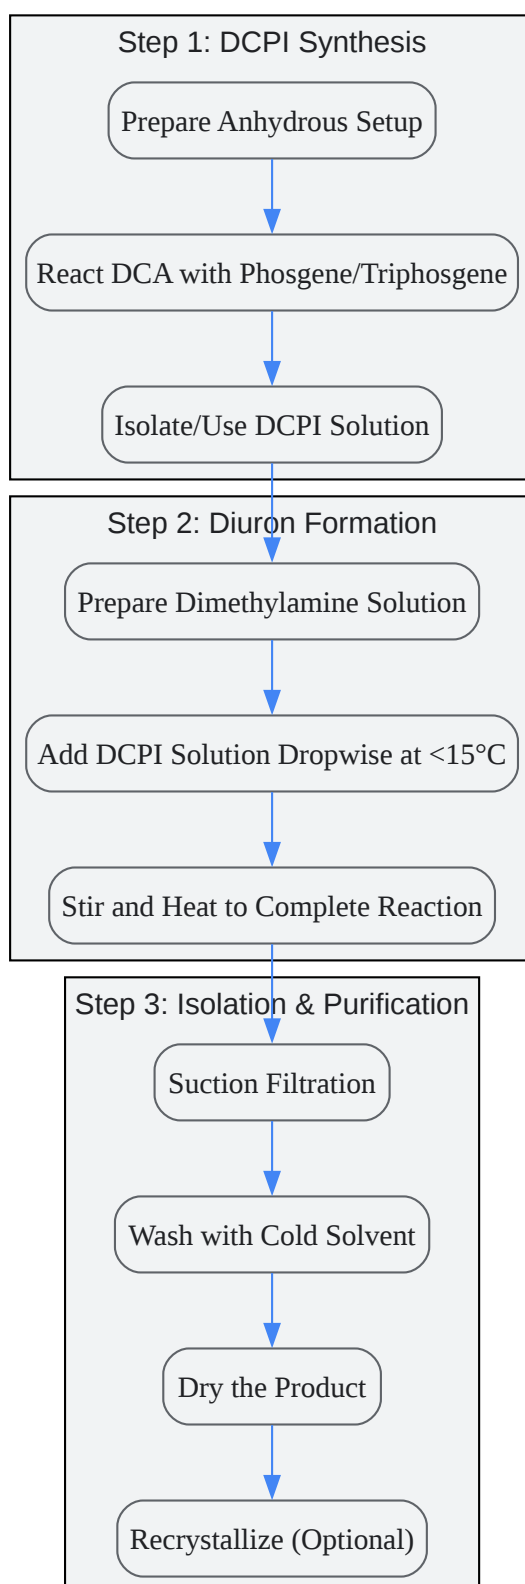 Step 1: DCPI Synthesis
Prepare Anhydrous Setup
React DCA with Phosgene/Triphosgene
Isolate/Use DCPI Solution
Step 2: Diuron Formation
Prepare Dimethylamine Solution
Add DCPI Solution Dropwise at <15°C
Stir and Heat to Complete Reaction
Step 3: Isolation & Purification
Suction Filtration
Wash with Cold Solvent
Dry the Product
Recrystallize (Optional)